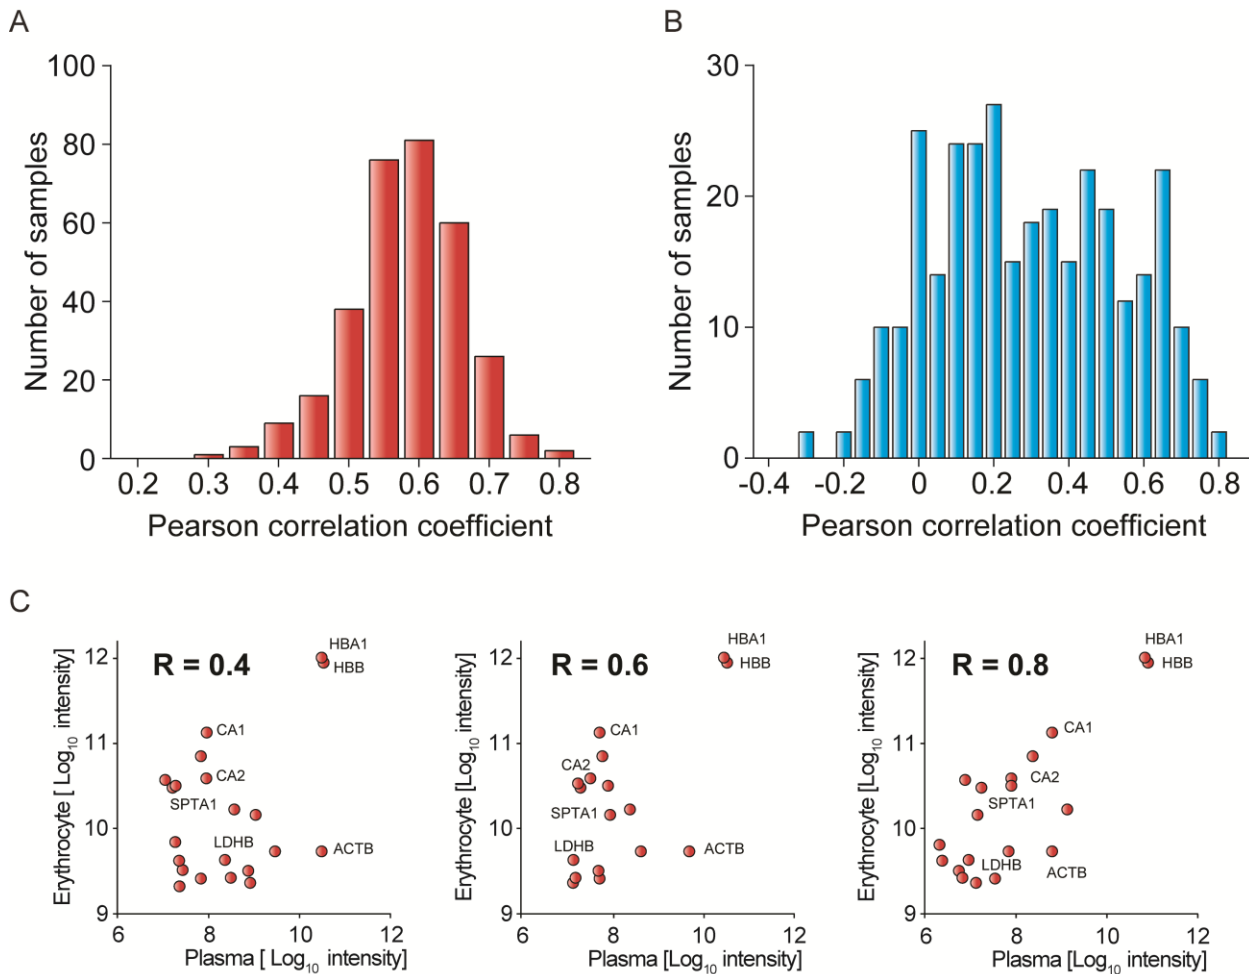 A
B
100
80
60
40
20
0
Number of samples
0.2 0.3 0.4 0.5 0.6 0.7 0.8
Pearson correlation coefficient
30
20
10
0
Number of samples
-0.4 -0.2 0 0.2 0.4 0.6 0.8
Pearson correlation coefficient
C
R = 0.4
HBA1
HBB
CA1
CA2
SPTA1
LDHB
ACTB
12
11
10
9
Erythrocyte [ Log10 intensity]
6 8 10 12
Plasma [ Log10 intensity]
R = 0.6
HBA1
HBB
CA1
CA2
SPTA1
LDHB
ACTB
12
11
10
9
Erythrocyte [Log10 intensity]
6 8 10 12
Plasma [Log10 intensity]
R = 0.8
HBA1
HBB
CA1
CA2
SPTA1
LDHB
ACTB
12
11
10
9
Erythrocyte [Log10 intensity]
6 8 10 12
Plasma [Log10 intensity]